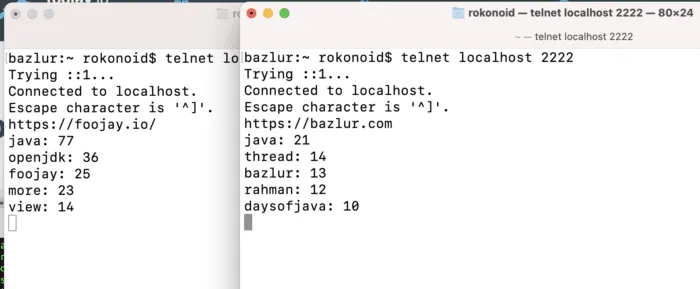 rokonoid — telnet localhost 2222 — 80×24
~ — telnet localhost 2222
bazlur:~ rokonoid$ telnet lo
Trying ::1...
Connected to localhost.
Escape character is '^]'.
https://foojay.io/
java: 77
openjdk: 36
foojay: 25
more: 23
view: 14
bazlur:~ rokonoid$ telnet localhost 2222
Trying ::1...
Connected to localhost.
Escape character is '^]'.
https://bazlur.com
java: 21
thread: 14
bazlur: 13
rahman: 12
daysofjava: 10